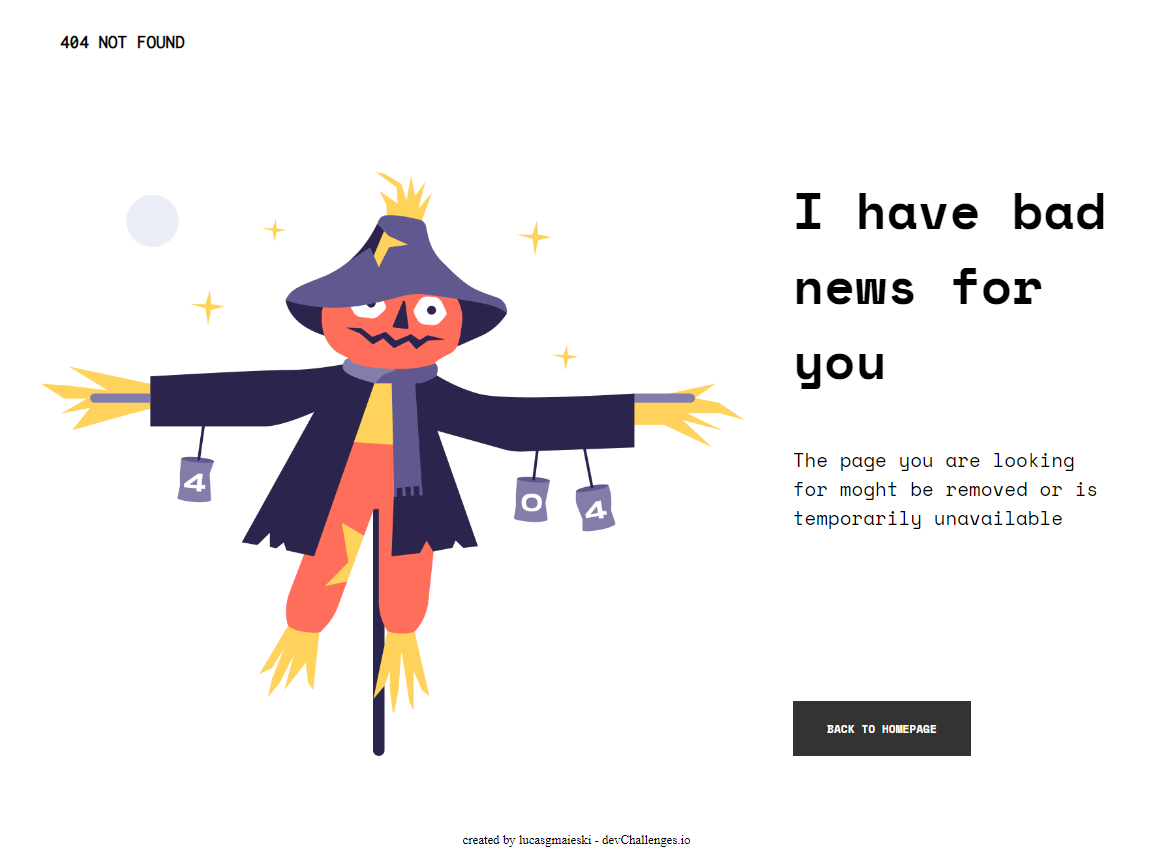 404 NOT FOUND
I have bad
news for
you
4
0
4
The page you are looking
for moght be removed or is
temporarily unavailable
BACK TO HOMEPAGE
created by lucasgmaieski - devChallenges.io